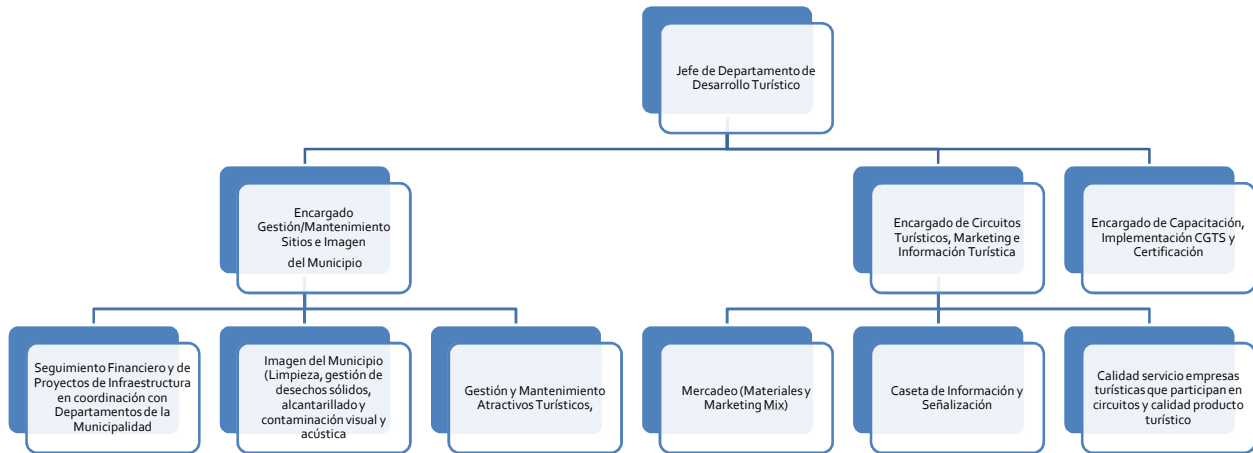 Jefe de Departamento de
Desarrollo Turístico
Encargado
Gestión/Mantenimiento
Sitios e Imagen
del Municipio
Encargado de Circuitos
Turísticos, Marketing e
Información Turística
Encargado de Capacitación,
Implementación CGTS y
Certificación
Seguimiento Financiero y de
Proyectos de Infraestructura
en coordinación con
Departamentos de la
Municipalidad
Imagen del Municipio
(Limpieza, gestión de
desechos sólidos,
alcantarillado y
contaminación visual y
acústica
Gestión y Mantenimiento
Atractivos Turísticos,
Mercadeo (Materiales y
Marketing Mix)
Caseta de Información y
Señalización
Calidad servicio empresas
turísticas que participan en
circuitos y calidad producto
turístico